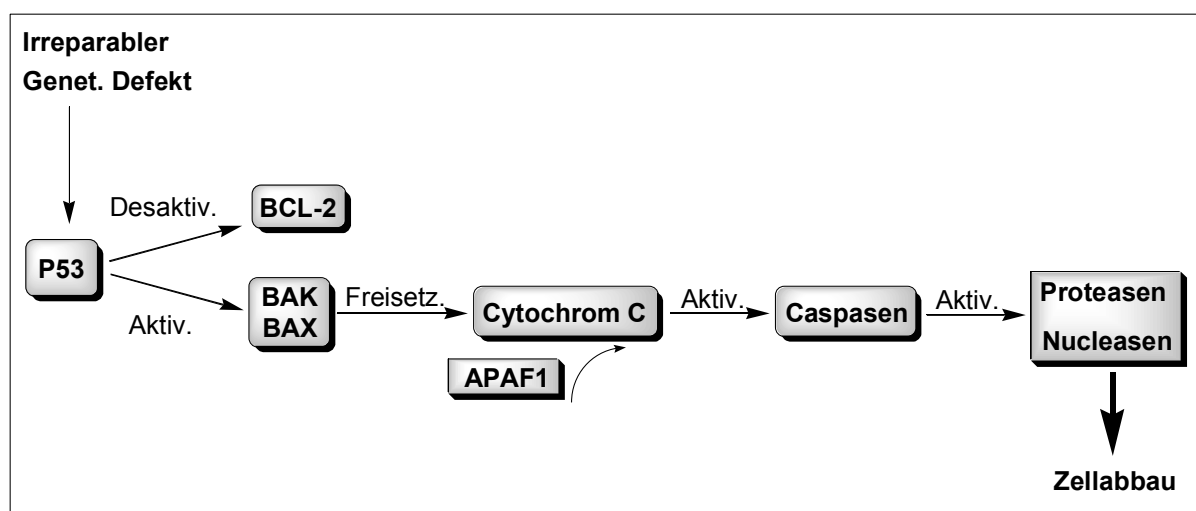 Irreparabler
Genet. Defekt
Desaktiv.
BCL-2
P53
Aktiv.
BAK
BAX
Freisetz.
Cytochrom C
APAF1
Aktiv.
Caspasen
Aktiv.
Proteasen
Nucleasen
Zellabbau